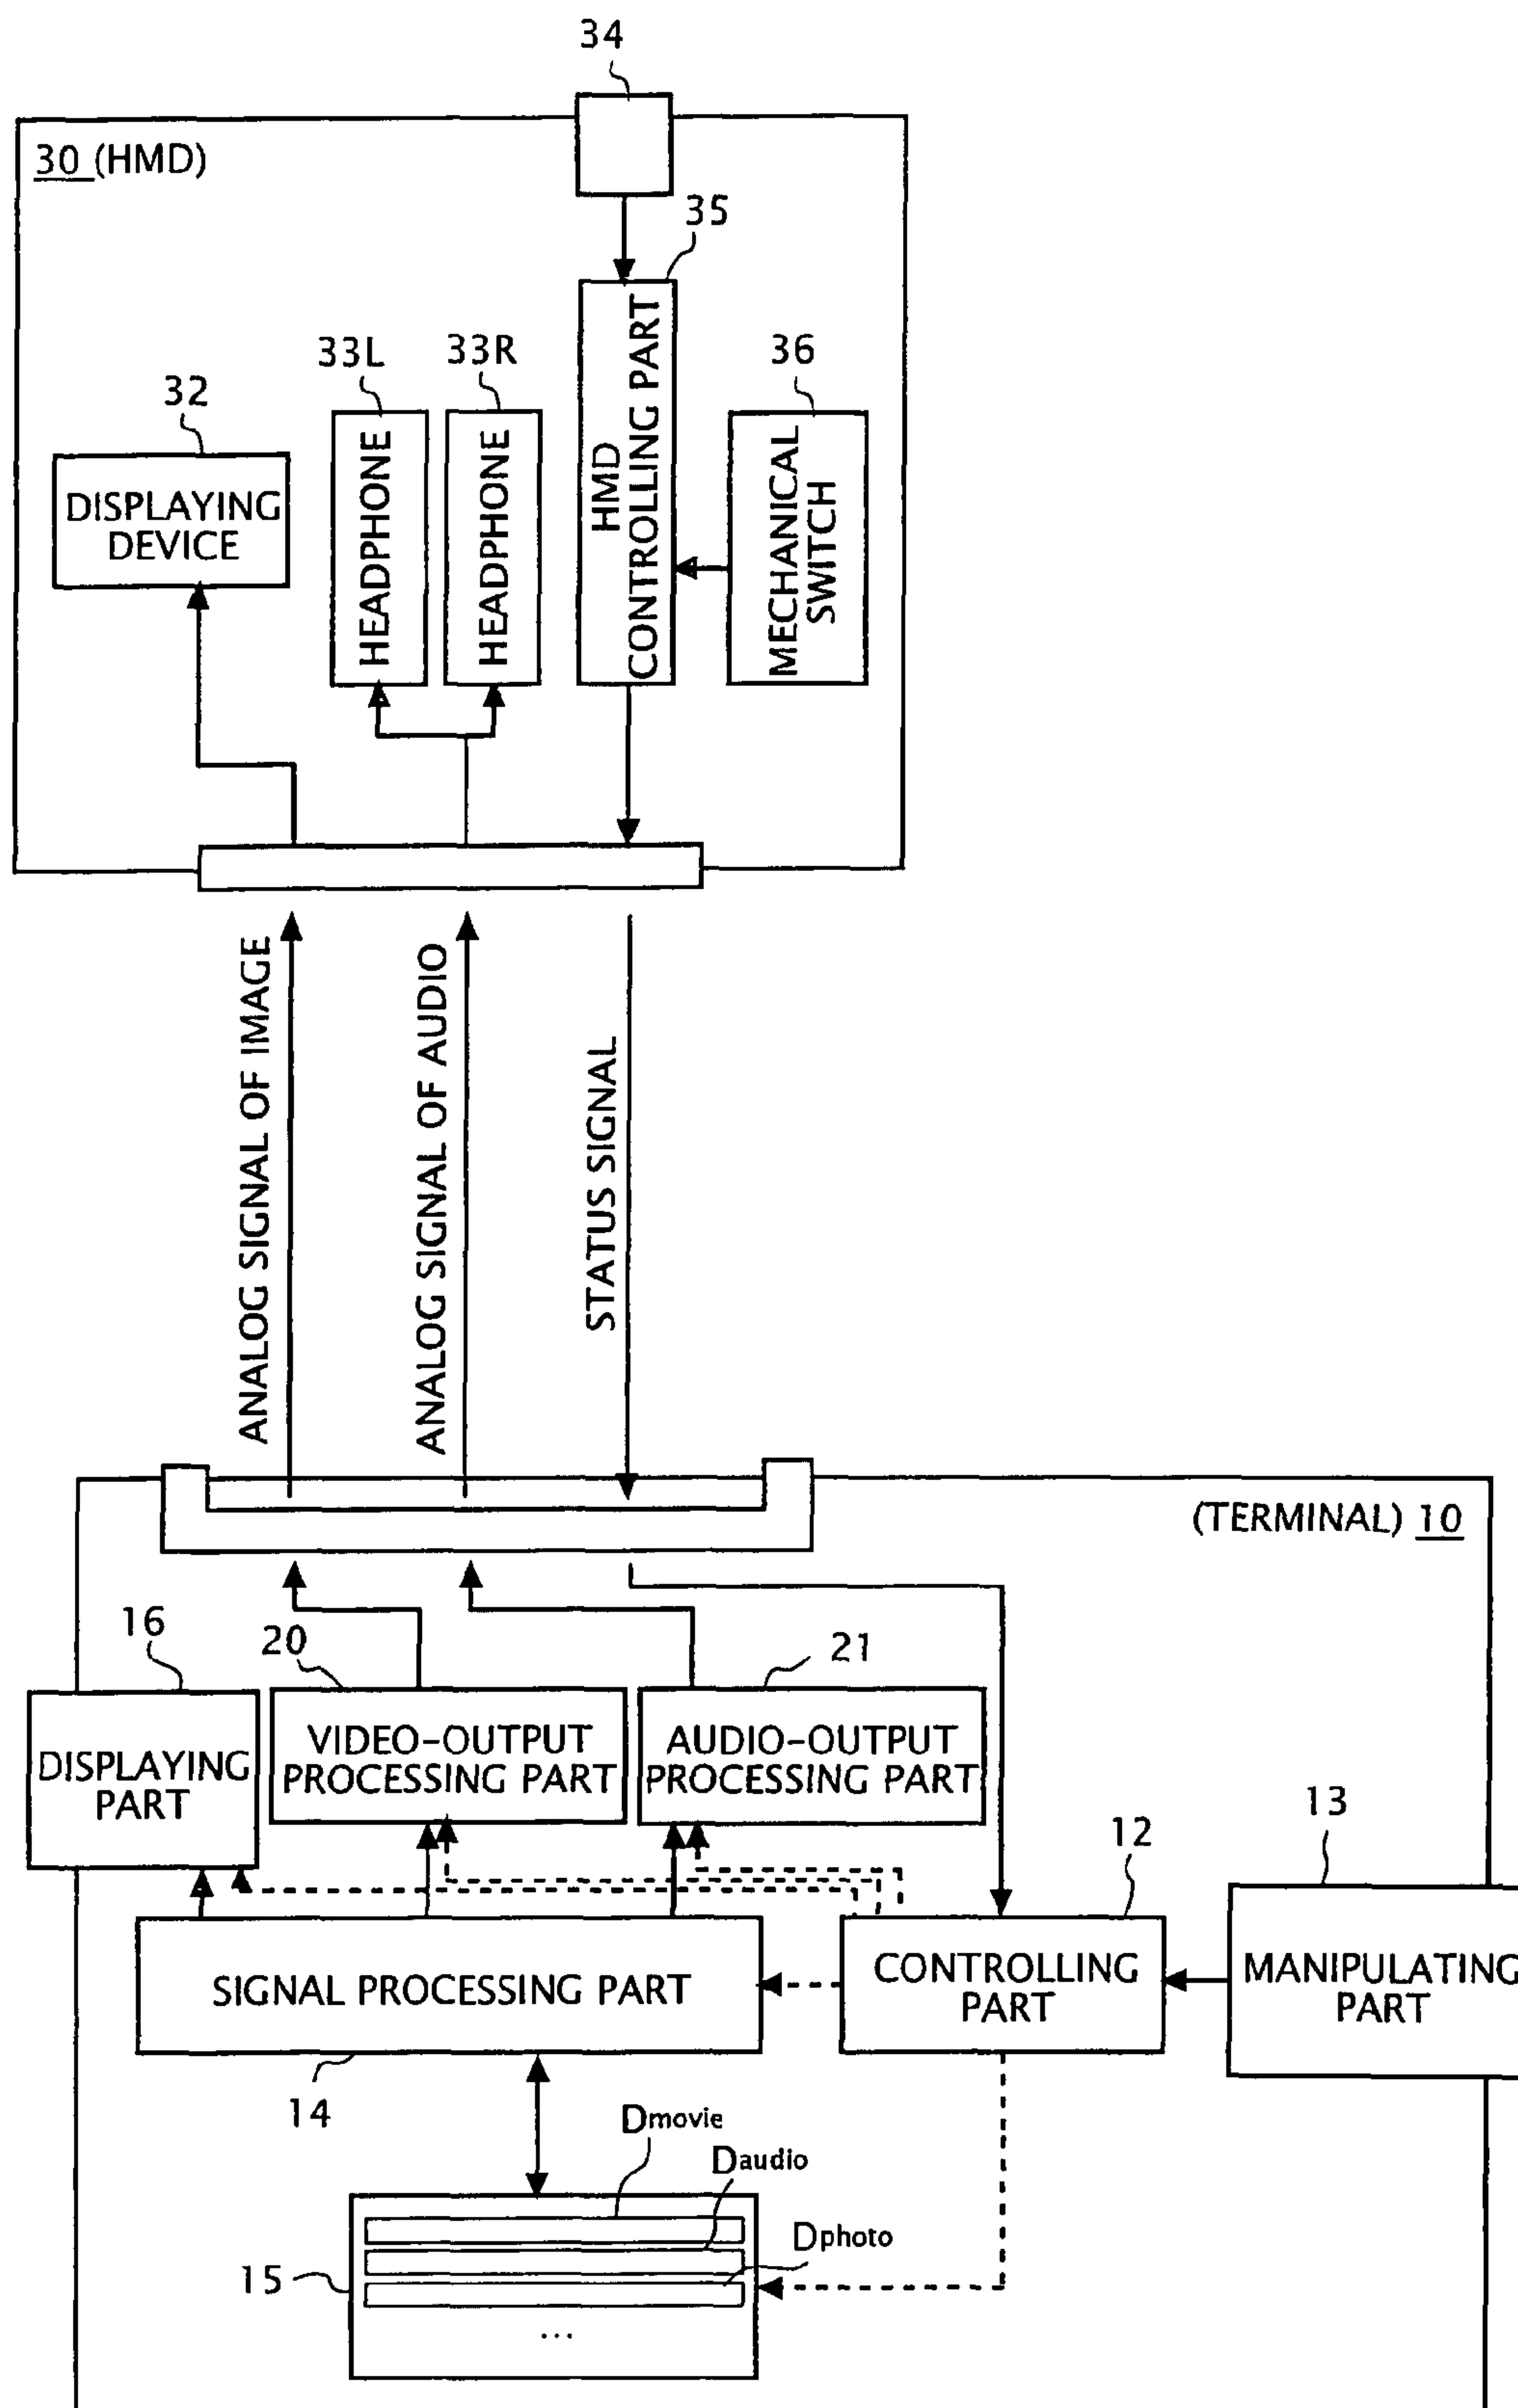 34
30 (HMD)
35
33L
33R
36
32
DISPLAYING
DEVICE
HEADPHONE
HEADPHONE
HMD
CONTROLLING PART
MECHANICAL
SWITCH
ANALOG SIGNAL OF IMAGE
ANALOG SIGNAL OF AUDIO
STATUS SIGNAL
(TERMINAL) 10
16
20
21
DISPLAYING
PART
VIDEO-OUTPUT
PROCESSING PART
AUDIO-OUTPUT
PROCESSING PART
12
13
SIGNAL PROCESSING PART
CONTROLLING
PART
MANIPULATING
PART
14
Dmovie
Daudio
Dphoto
15
...